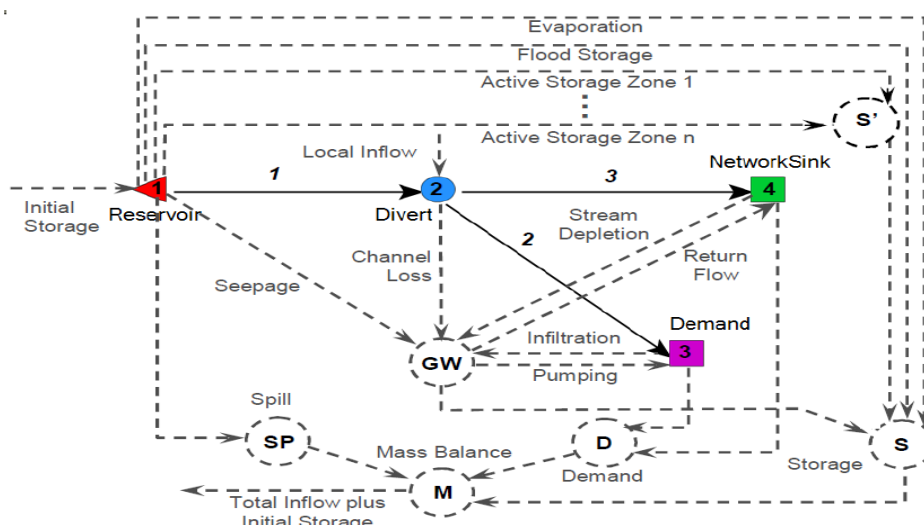 Evaporation
Flood Storage
Active Storage Zone 1
S'
Active Storage Zone n
Local Inflow
NetworkSink
1
3
1
2
4
Initial
Storage
Reservoir
Divert
Stream
Depletion
2
Channel
Loss
Return
Flow
Seepage
Demand
Infiltration
3
GW
Pumping
Spill
SP
Mass Balance
D
S
Demand
Storage
M
Total Inflow plus
Initial Storage